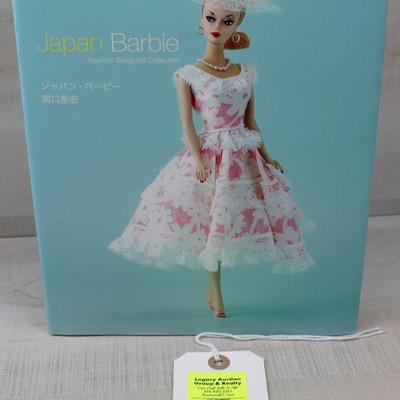 Japan Barbie
Yasuhiro Sekiguchi Collection
ジャパン・バービー
関口泰宏
Legacy Auction
Group & Realty